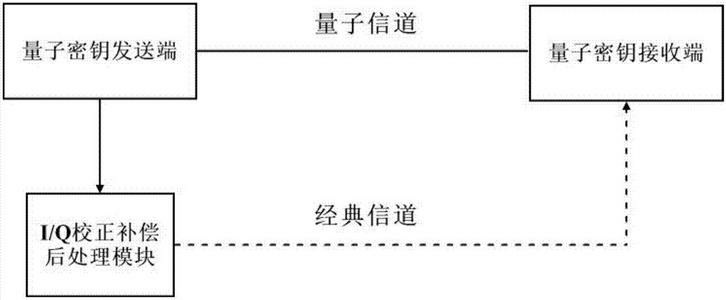 量子密钥发送端
量子信道
量子密钥接收端
I/Q校正补偿
后处理模块
经典信道